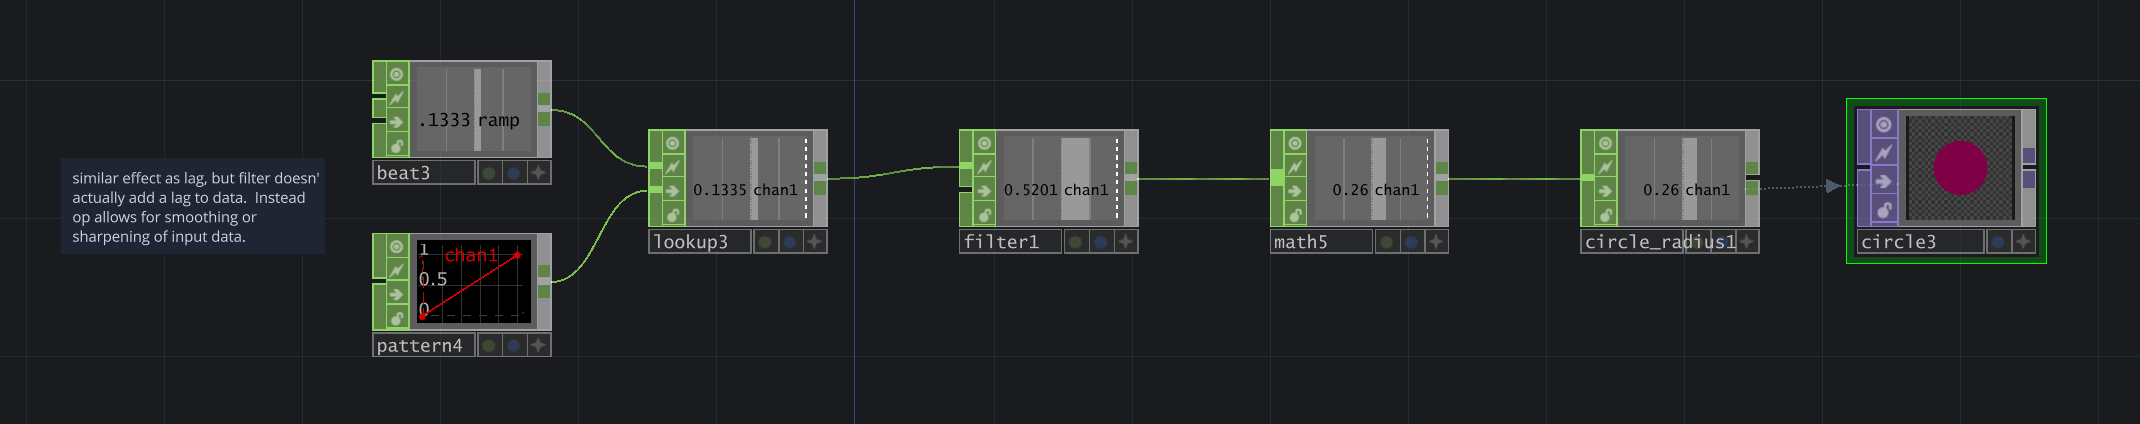 similar effect as lag, but filter doesn'
actually add a lag to data.  Instead
op allows for smoothing or
sharpening of input data.
.1333 ramp
beat3
1
chan1
0.5
0
pattern4
0.1335 chan1
lookup3
0.5201 chan1
filter1
0.26 chan1
math5
0.26 chan1
circle_radius1
circle3